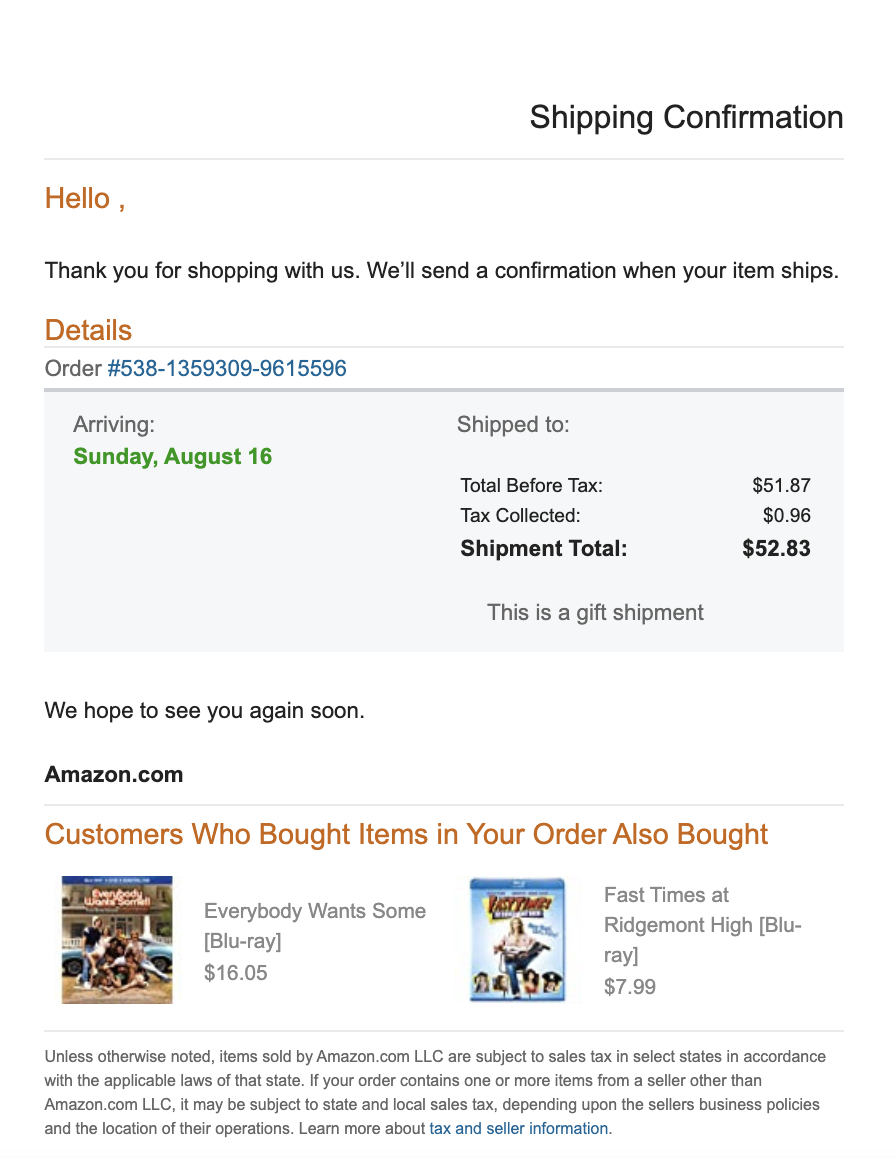 Shipping Confirmation
Hello ,
Thank you for shopping with us. We’ll send a confirmation when your item ships.
Details
Order #538-1359309-9615596
Arriving:
Sunday, August 16
Shipped to:
Total Before Tax: $51.87
Tax Collected: $0.96
Shipment Total: $52.83
This is a gift shipment
We hope to see you again soon.
Amazon.com
Customers Who Bought Items in Your Order Also Bought
Everybody
Wants Some!!
Everybody Wants Some
[Blu-ray]
$16.05
FAST TIMES
AT RIDGEMONT HIGH
Fast Times at
Ridgemont High [Blu-
ray]
$7.99
Unless otherwise noted, items sold by Amazon.com LLC are subject to sales tax in select states in accordance
with the applicable laws of that state. If your order contains one or more items from a seller other than
Amazon.com LLC, it may be subject to state and local sales tax, depending upon the sellers business policies
and the location of their operations. Learn more about tax and seller information.